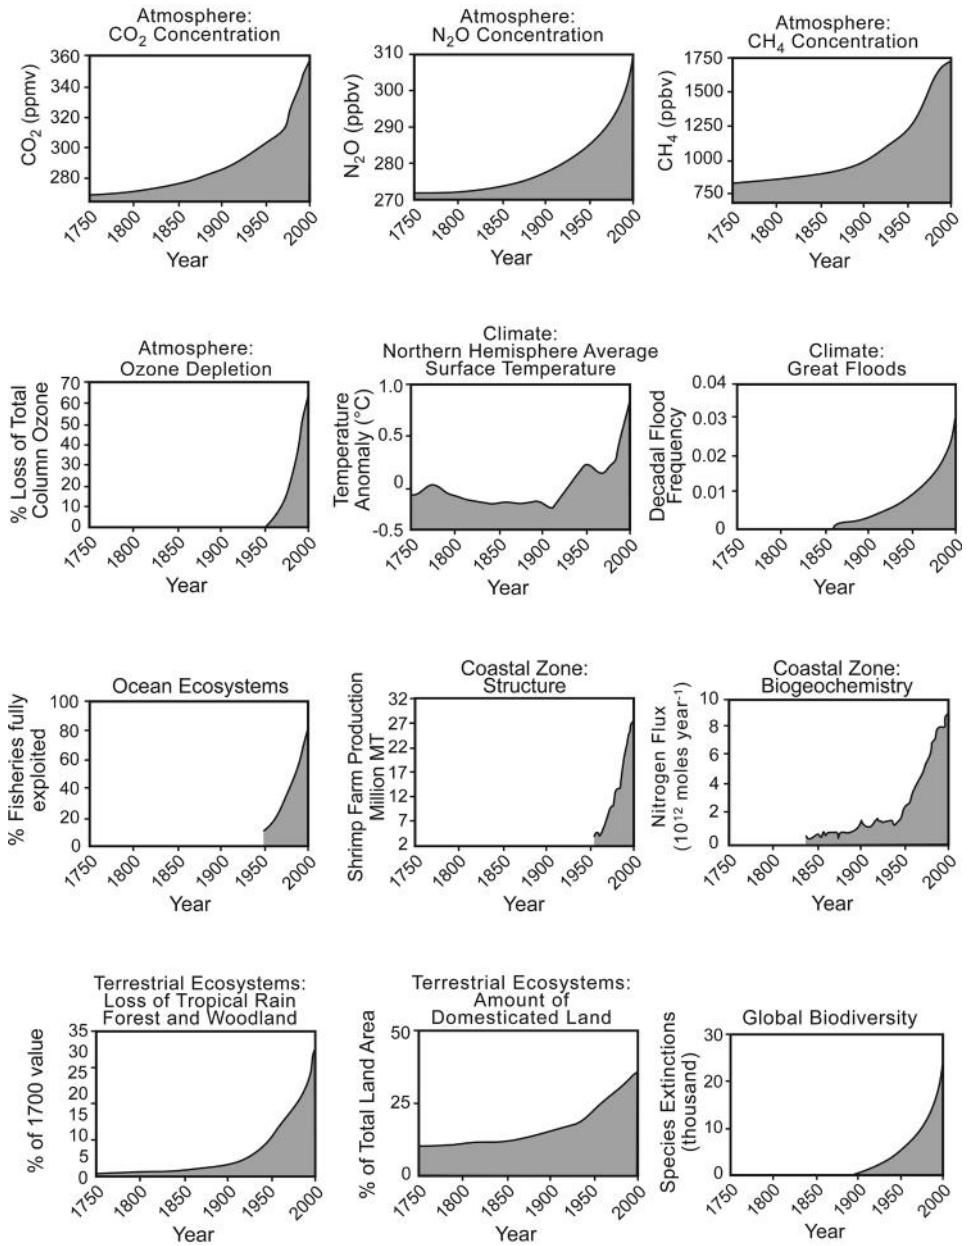 Atmosphere:
CO₂ Concentration
CO₂ (ppmv)
360
340
320
300
280
1750
1800
1850
1900
1950
2000
Year
Atmosphere:
N₂O Concentration
N₂O (ppbv)
310
300
290
280
270
1750
1800
1850
1900
1950
2000
Year
Atmosphere:
CH₄ Concentration
CH₄ (ppbv)
1750
1500
1250
1000
750
1750
1800
1850
1900
1950
2000
Year
Atmosphere:
Ozone Depletion
% Loss of Total
Column Ozone
70
60
50
40
30
20
10
0
1750
1800
1850
1900
1950
2000
Year
Climate:
Northern Hemisphere Average
Surface Temperature
Temperature
Anomaly (°C)
1.0
0.5
0
-0.5
1750
1800
1850
1900
1950
2000
Year
Climate:
Great Floods
Decadal Flood
Frequency
0.04
0.03
0.02
0.01
0
1750
1800
1850
1900
1950
2000
Year
Ocean Ecosystems
% Fisheries fully
exploited
100
80
60
40
20
0
1750
1800
1850
1900
1950
2000
Year
Coastal Zone:
Structure
Shrimp Farm Production
Million MT
32
27
22
17
12
7
2
1750
1800
1850
1900
1950
2000
Year
Coastal Zone:
Biogeochemistry
Nitrogen Flux
(10¹² moles year⁻¹)
10
8
6
4
2
0
1750
1800
1850
1900
1950
2000
Year
Terrestrial Ecosystems:
Loss of Tropical Rain
Forest and Woodland
% of 1700 value
35
30
25
20
15
10
5
0
1750
1800
1850
1900
1950
2000
Year
Terrestrial Ecosystems:
Amount of
Domesticated Land
% of Total Land Area
50
25
0
1750
1800
1850
1900
1950
2000
Year
Global Biodiversity
Species Extinctions
(thousand)
30
20
10
0
1750
1800
1850
1900
1950
2000
Year